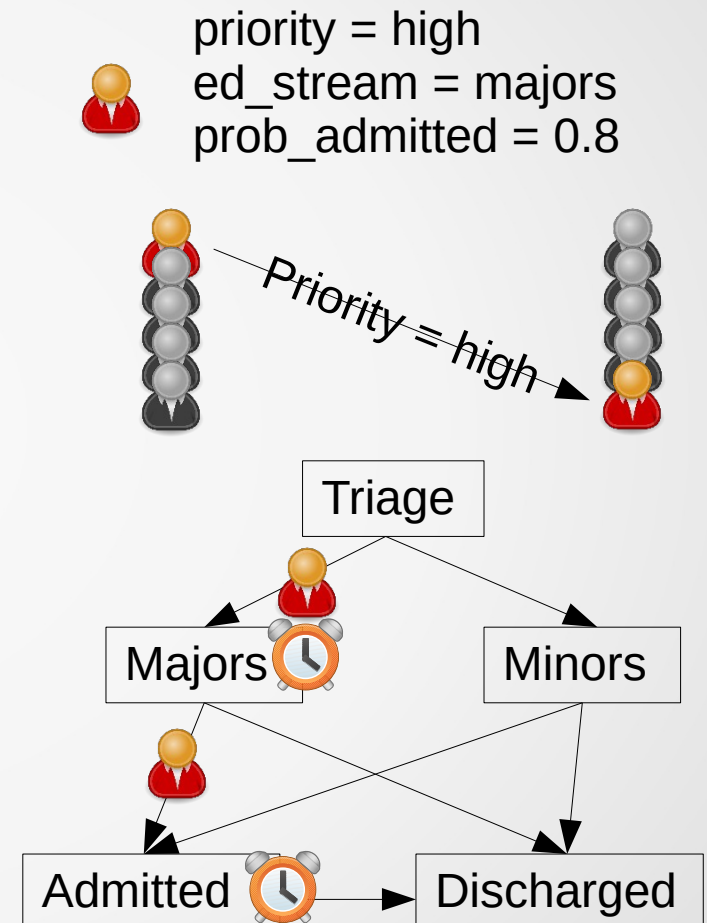 priority = high
ed_stream = majors
prob_admitted = 0.8
Priority = high
Triage
Majors
Minors
Admitted
Discharged